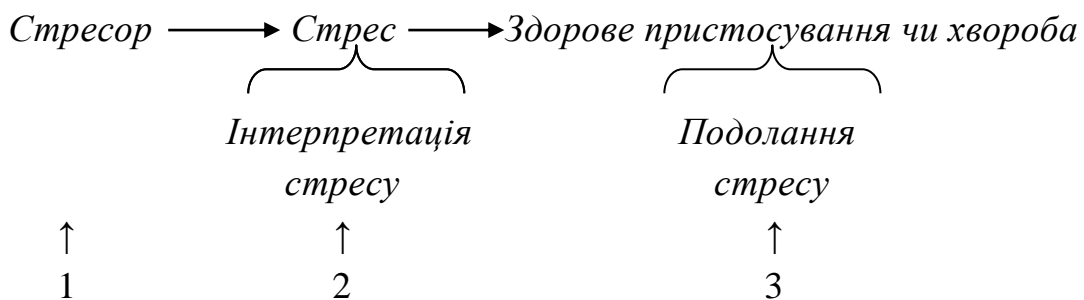 Стресор Стрес Здорове пристосування чи хвороба
Інтерпретація Подолання
стресу стресу
↑ ↑ ↑
1 2 3